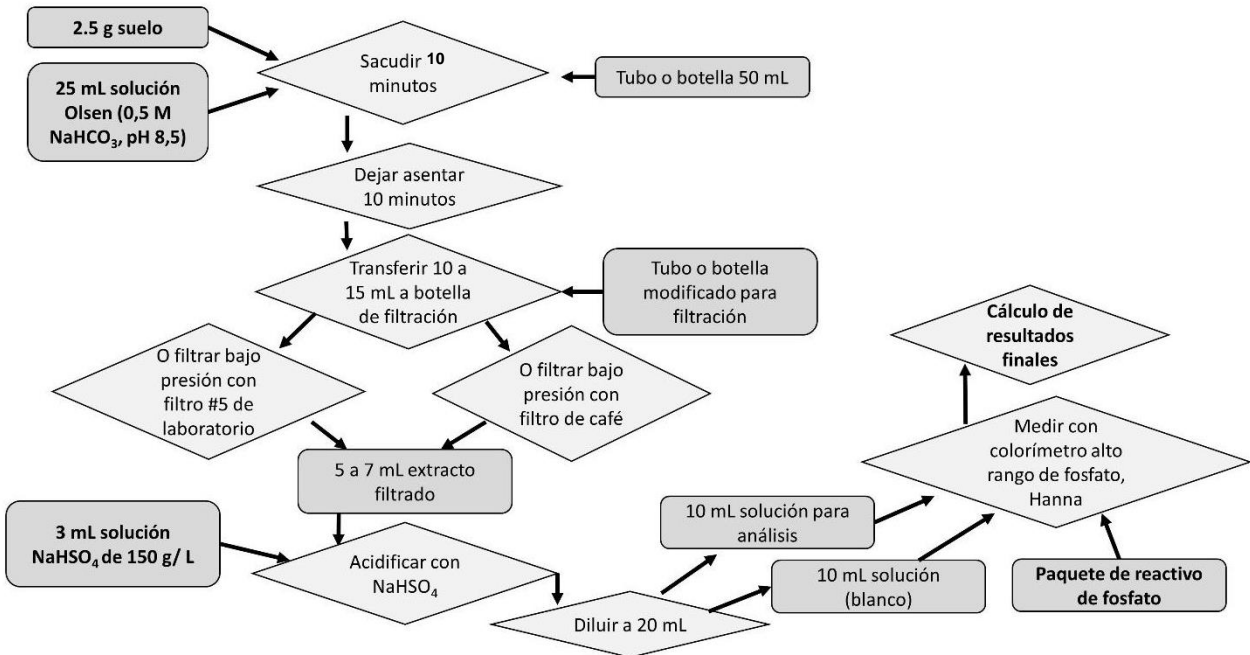 2.5 g suelo
25 mL solución
Olsen (0,5 M
NaHCO₃, pH 8,5)
Sacudir 10
minutos
Tubo o botella 50 mL
Dejar asentar
10 minutos
Transferir 10 a
15 mL a botella
de filtración
Tubo o botella
modificado para
filtración
O filtrar bajo
presión con
filtro #5 de
laboratorio
O filtrar bajo
presión con
filtro de café
5 a 7 mL extracto
filtrado
3 mL solución
NaHSO₄ de 150 g/ L
Acidificar con
NaHSO₄
Diluir a 20 mL
10 mL solución para
análisis
10 mL solución
(blanco)
Paquete de reactivo
de fosfato
Medir con
colorímetro alto
rango de fosfato,
Hanna
Cálculo de
resultados
finales